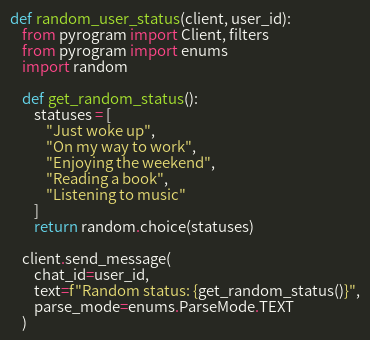 def random_user_status(client, user_id):
    from pyrogram import Client, filters
    from pyrogram import enums
    import random

    def get_random_status():
        statuses = [
            "Just woke up",
            "On my way to work",
            "Enjoying the weekend",
            "Reading a book",
            "Listening to music"
        ]
        return random.choice(statuses)

    client.send_message(
        chat_id=user_id,
        text=f"Random status: {get_random_status()}",
        parse_mode=enums.ParseMode.TEXT
    )